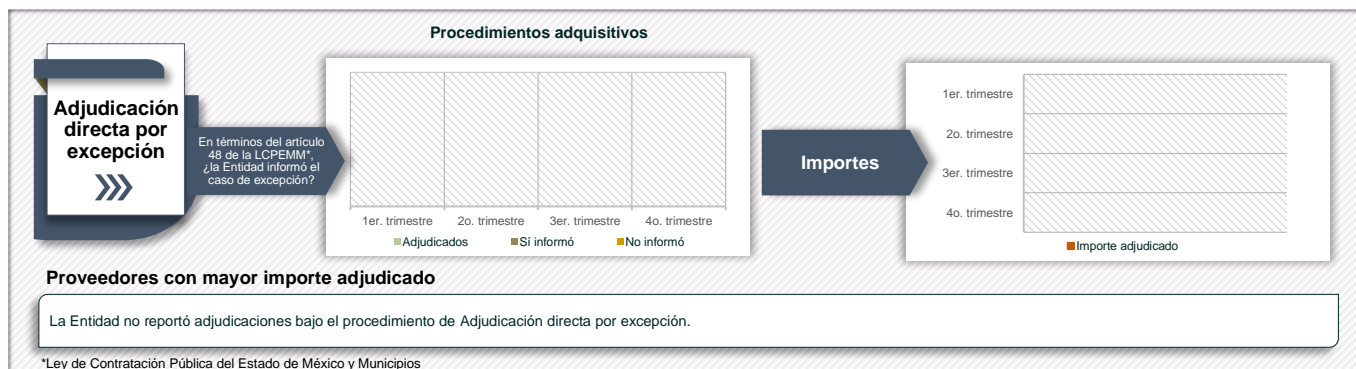 Procedimientos adquisitivos
Adjudicación
directa por
excepción
En términos del artículo
48 de la LCPEMM*,
¿la Entidad informó el
caso de excepción?
1er. trimestre 2o. trimestre 3er. trimestre 4o. trimestre
Adjudicados Sí informó No informó
Importes
1er. trimestre
2o. trimestre
3er. trimestre
4o. trimestre
Importe adjudicado
Proveedores con mayor importe adjudicado
La Entidad no reportó adjudicaciones bajo el procedimiento de Adjudicación directa por excepción.
*Ley de Contratación Pública del Estado de México y Municipios